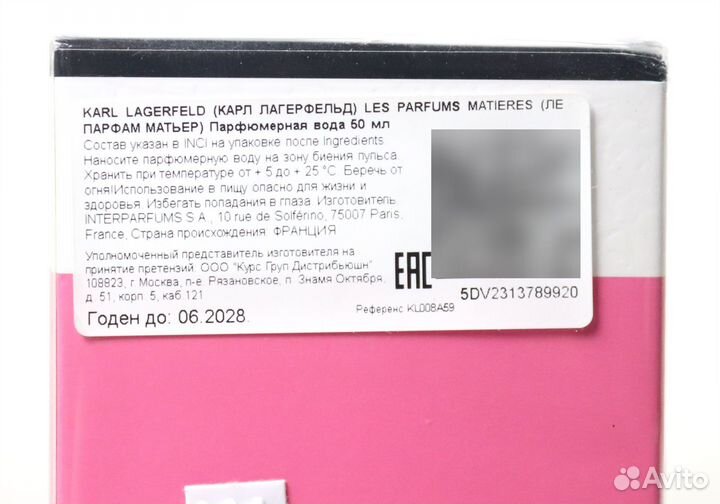 KARL LAGERFELD (КАРЛ ЛАГЕРФЕЛЬД) LES PARFUMS MATIERES (ЛЕ
ПАРФАМ МАТЬЕР) Парфюмерная вода 50 мл
Состав указан в INCI на упаковке после Ingredients.
Наносите парфюмерную воду на зону биения пульса.
Хранить при температуре от + 5 до + 25 °C. Беречь от
огня!Использование в пищу опасно для жизни и
здоровья. Избегать попадания в глаза. Изготовитель:
INTERPARFUMS S.A., 10 rue de Solférino, 75007 Paris,
France, Страна происхождения: ФРАНЦИЯ
Уполномоченный представитель изготовителя на
принятие претензий: ООО "Курс Груп Дистрибьюшн"
108823, г. Москва, п-е. Рязановское, п. Знамя Октября,
д. 51, корп 5, каб.121
EAC
5DV2313789920
Референс KL008A59
Годен до: 06.2028.
Avito